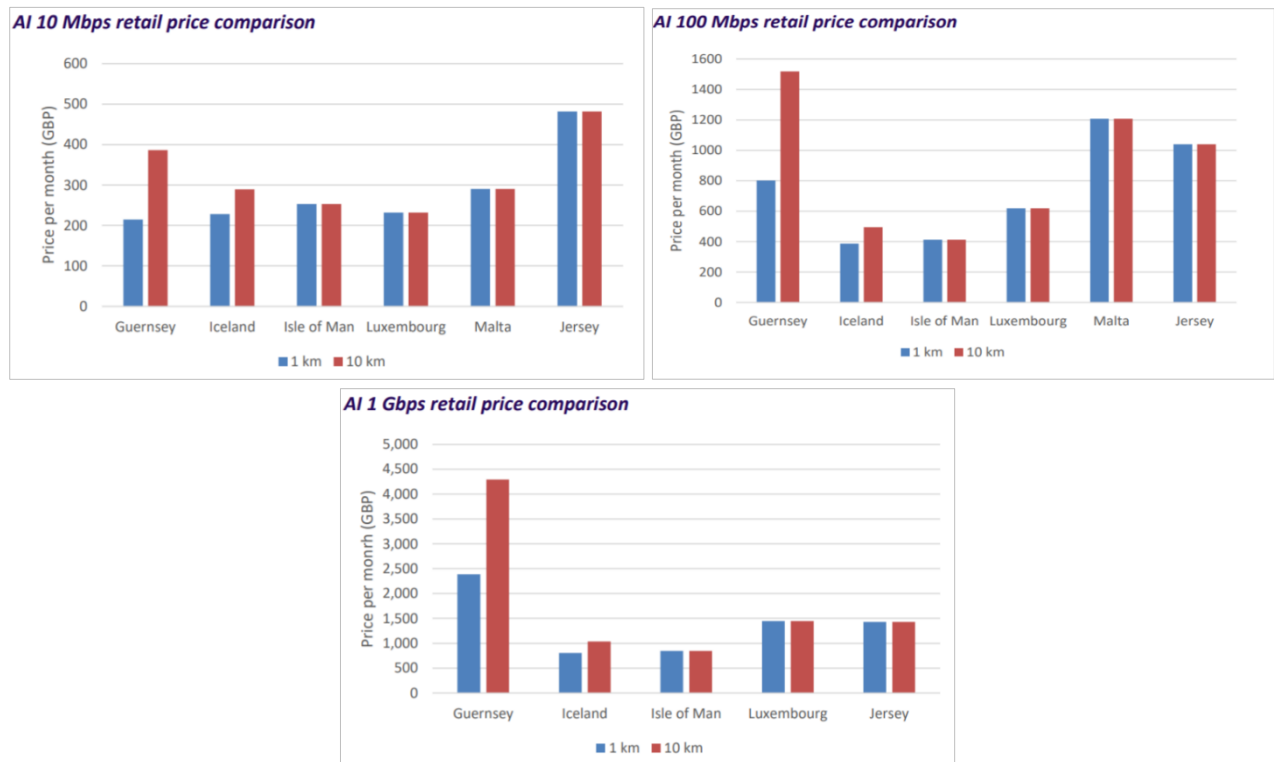 AI 10 Mbps retail price comparison
Price per month (GBP)
600
500
400
300
200
100
0
Guernsey Iceland Isle of Man Luxembourg Malta Jersey
1 km 10 km
AI 100 Mbps retail price comparison
Price per month (GBP)
1600
1400
1200
1000
800
600
400
200
0
Guernsey Iceland Isle of Man Luxembourg Malta Jersey
1 km 10 km
AI 1 Gbps retail price comparison
Price per monrh (GBP)
5,000
4,500
4,000
3,500
3,000
2,500
2,000
1,500
1,000
500
0
Guernsey Iceland Isle of Man Luxembourg Jersey
1 km 10 km